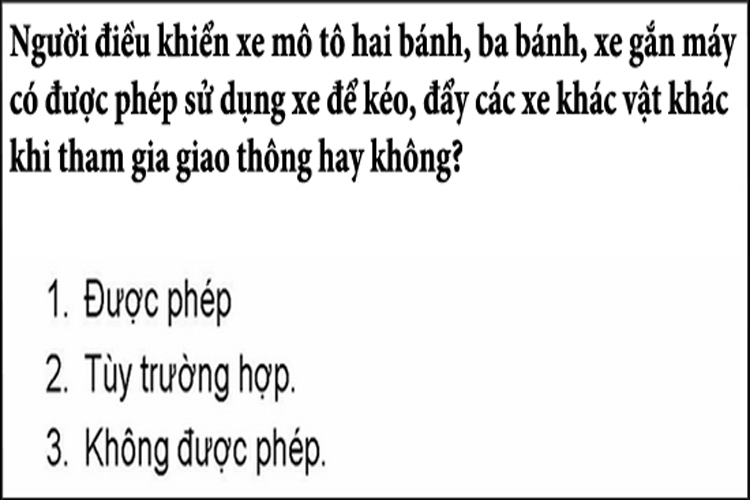 Người điều khiển xe mô tô hai bánh, ba bánh, xe gắn máy
có được phép sử dụng xe để kéo, đẩy các xe khác vật khác
khi tham gia giao thông hay không?
1. Được phép
2. Tùy trường hợp.
3. Không được phép.